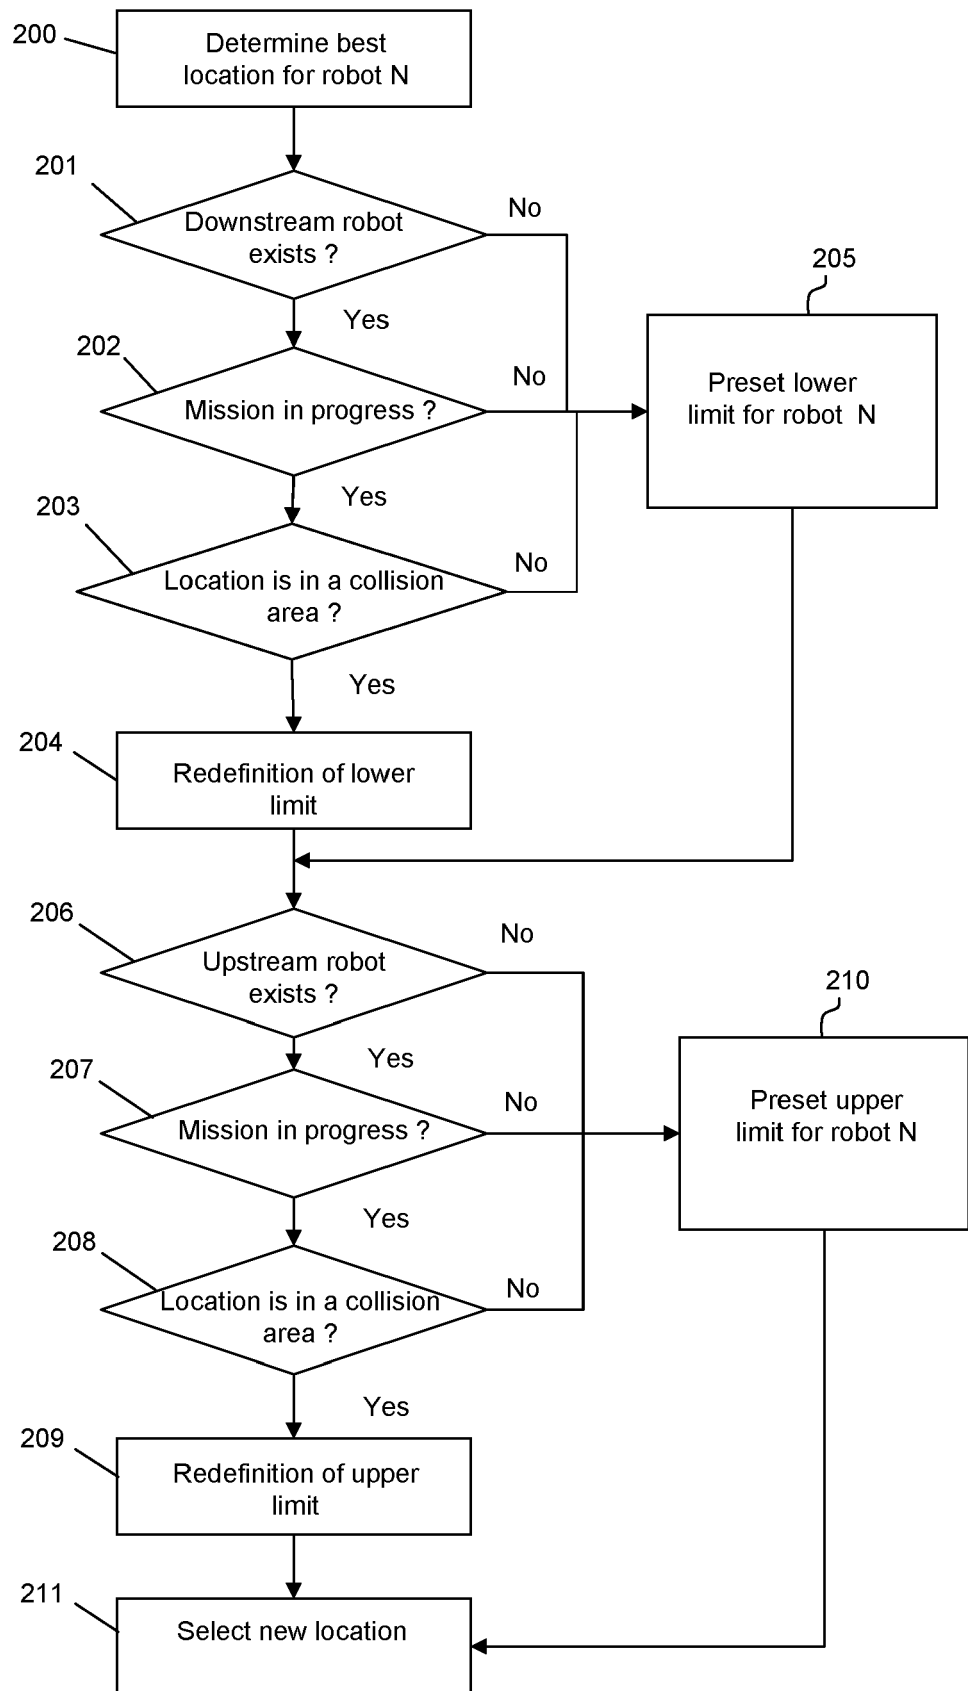 200
Determine best
location for robot N
201
Downstream robot
exists ?
No
Yes
205
Preset lower
limit for robot N
202
Mission in progress ?
No
Yes
203
Location is in a collision
area ?
No
Yes
204
Redefinition of lower
limit
206
Upstream robot
exists ?
No
Yes
210
Preset upper
limit for robot N
207
Mission in progress ?
No
Yes
208
Location is in a collision
area ?
No
Yes
209
Redefinition of upper
limit
211
Select new location